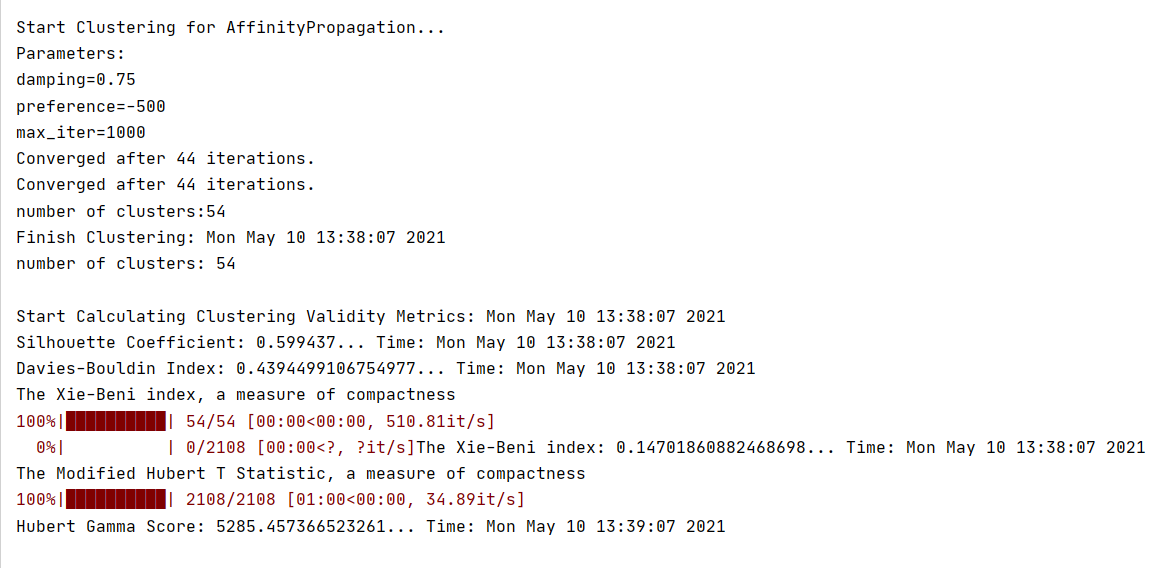 Start Clustering for AffinityPropagation...
Parameters:
damping=0.75
preference=-500
max_iter=1000
Converged after 44 iterations.
Converged after 44 iterations.
number of clusters:54
Finish Clustering: Mon May 10 13:38:07 2021
number of clusters: 54
Start Calculating Clustering Validity Metrics: Mon May 10 13:38:07 2021
Silhouette Coefficient: 0.599437... Time: Mon May 10 13:38:07 2021
Davies-Bouldin Index: 0.4394499106754977... Time: Mon May 10 13:38:07 2021
The Xie-Beni index, a measure of compactness
100%|██████████| 54/54 [00:00<00:00, 510.81it/s]
  0%|          | 0/2108 [00:00<?, ?it/s]The Xie-Beni index: 0.14701860882468698... Time: Mon May 10 13:38:07 2021
The Modified Hubert T Statistic, a measure of compactness
100%|██████████| 2108/2108 [01:00<00:00, 34.89it/s]
Hubert Gamma Score: 5285.457366523261... Time: Mon May 10 13:39:07 2021